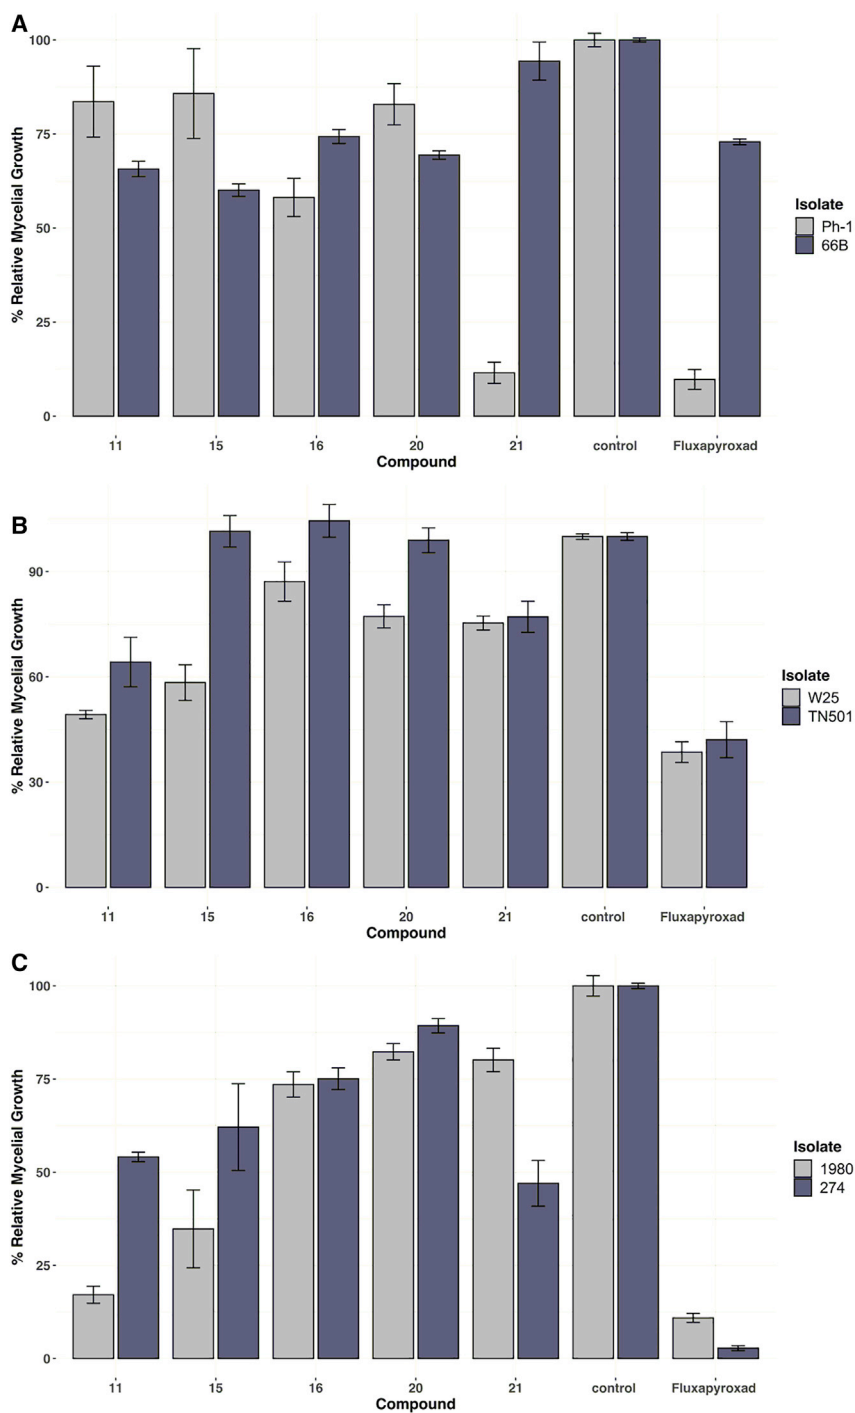 A
100
75
50
25
0
% Relative Mycelial Growth
11 15 16 20 21 control Fluxapyroxad
Compound
Isolate
Ph-1
66B
B
90
60
30
0
% Relative Mycelial Growth
11 15 16 20 21 control Fluxapyroxad
Compound
Isolate
W25
TN501
C
100
75
50
25
0
% Relative Mycelial Growth
11 15 16 20 21 control Fluxapyroxad
Compound
Isolate
1980
274